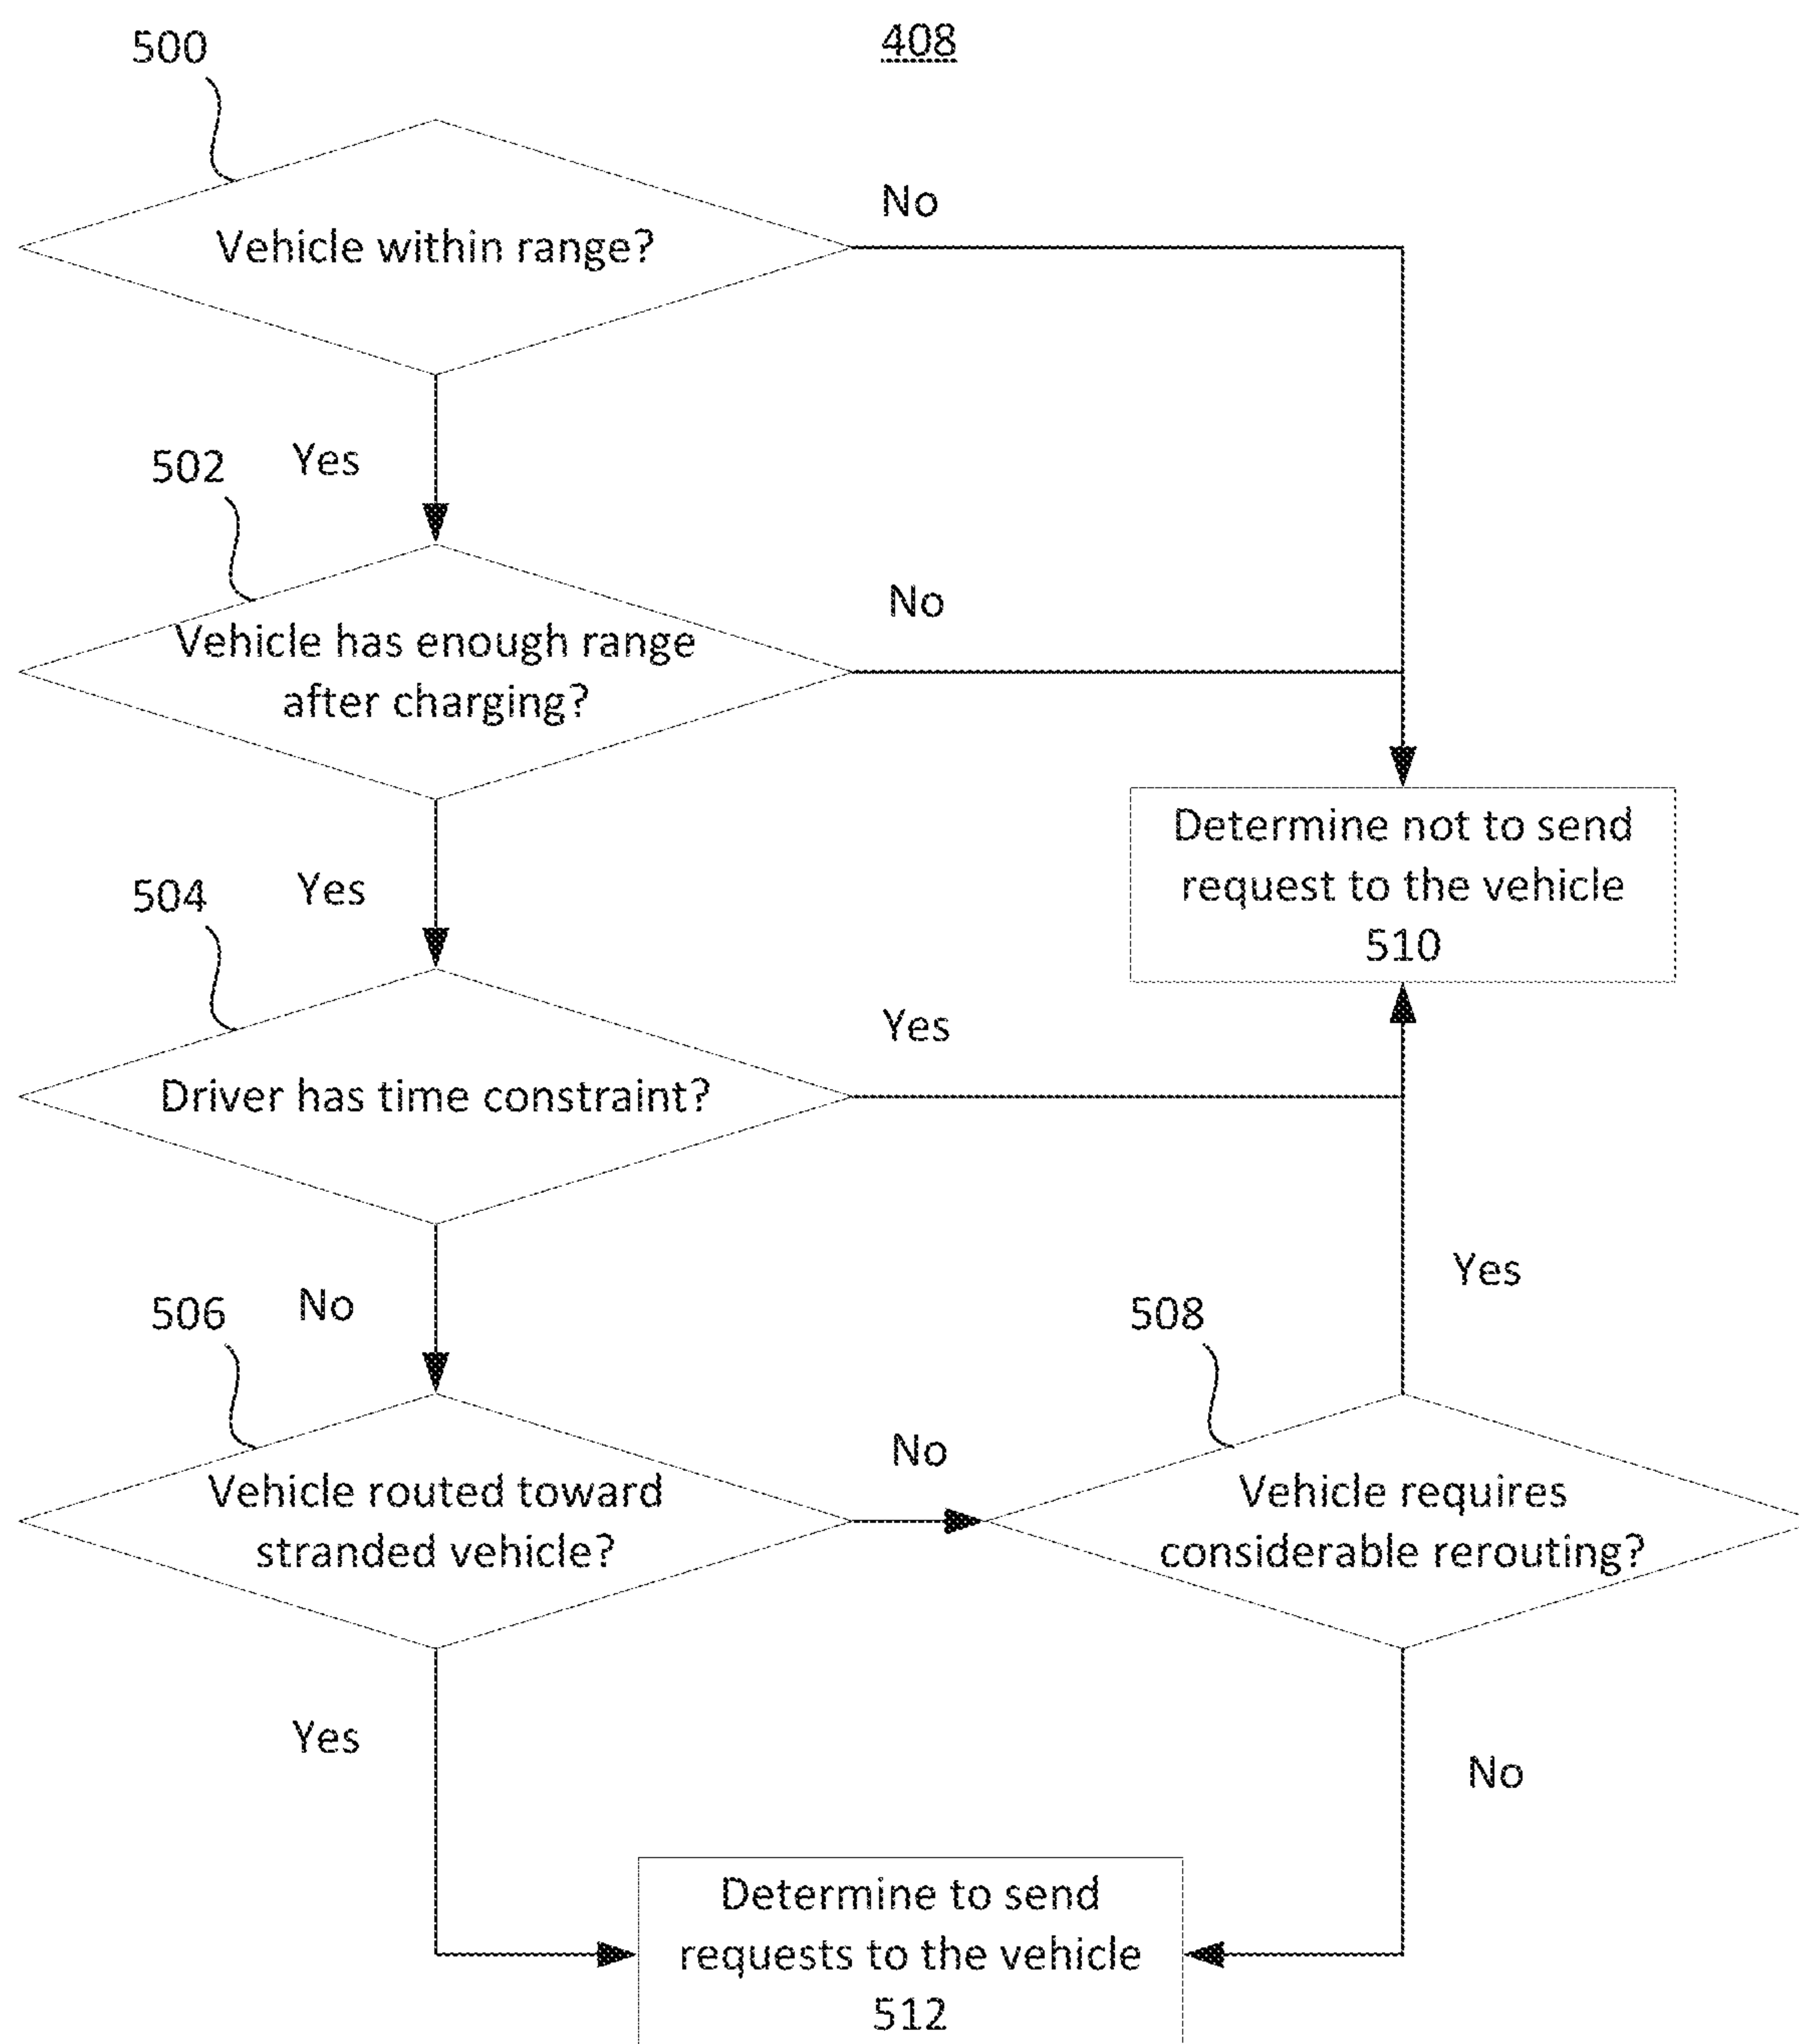 408
500
Vehicle within range?
No
Yes
502
Vehicle has enough range
after charging?
No
Yes
504
Determine not to send
request to the vehicle
510
Driver has time constraint?
Yes
No
506
Vehicle routed toward
stranded vehicle?
No
508
Vehicle requires
considerable rerouting?
Yes
Yes
No
Determine to send
requests to the vehicle
512